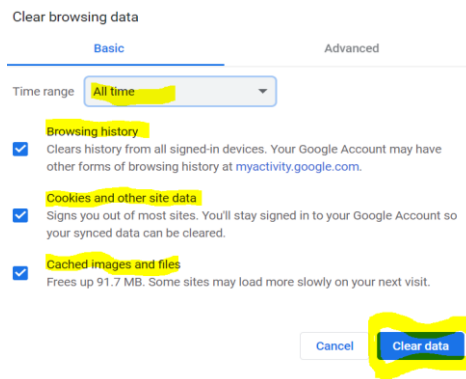 Clear browsing data
Basic Advanced
Time range All time
Browsing history
Clears history from all signed-in devices. Your Google Account may have
other forms of browsing history at myactivity.google.com.
Cookies and other site data
Signs you out of most sites. You'll stay signed in to your Google Account so
your synced data can be cleared.
Cached images and files
Frees up 91.7 MB. Some sites may load more slowly on your next visit.
Cancel Clear data